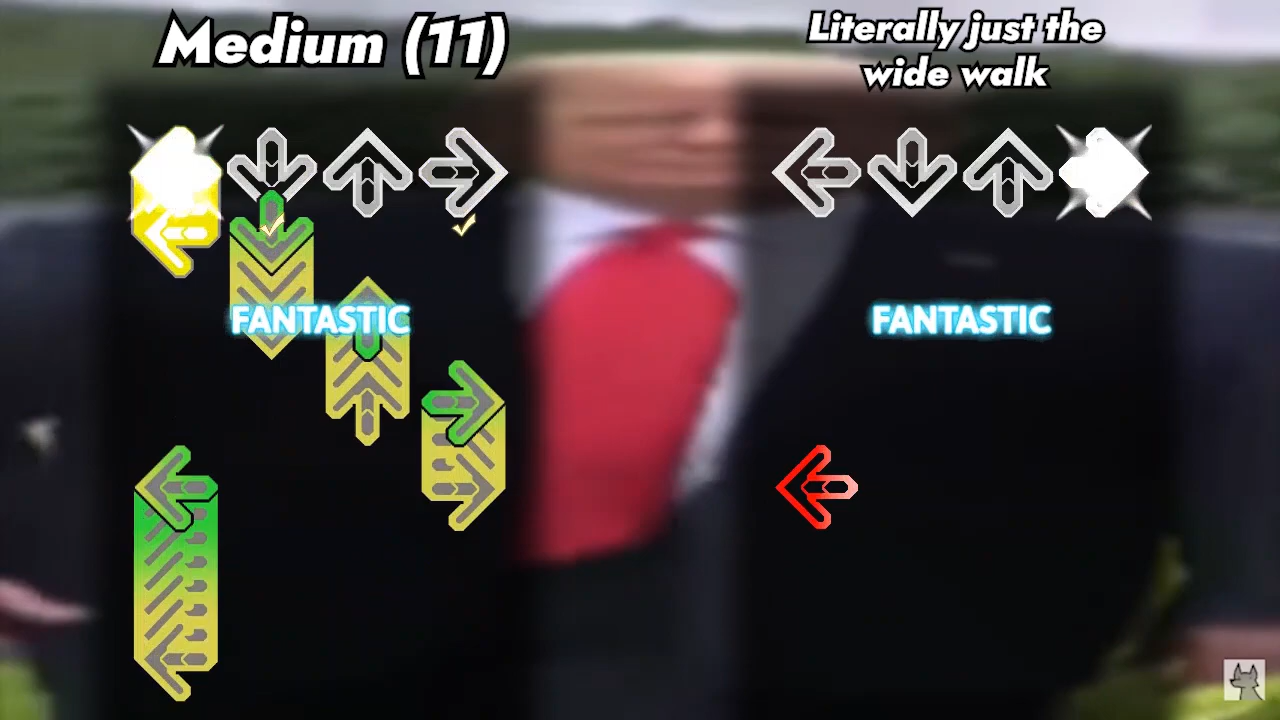 Medium (11)
Literally just the
wide walk
FANTASTIC
FANTASTIC